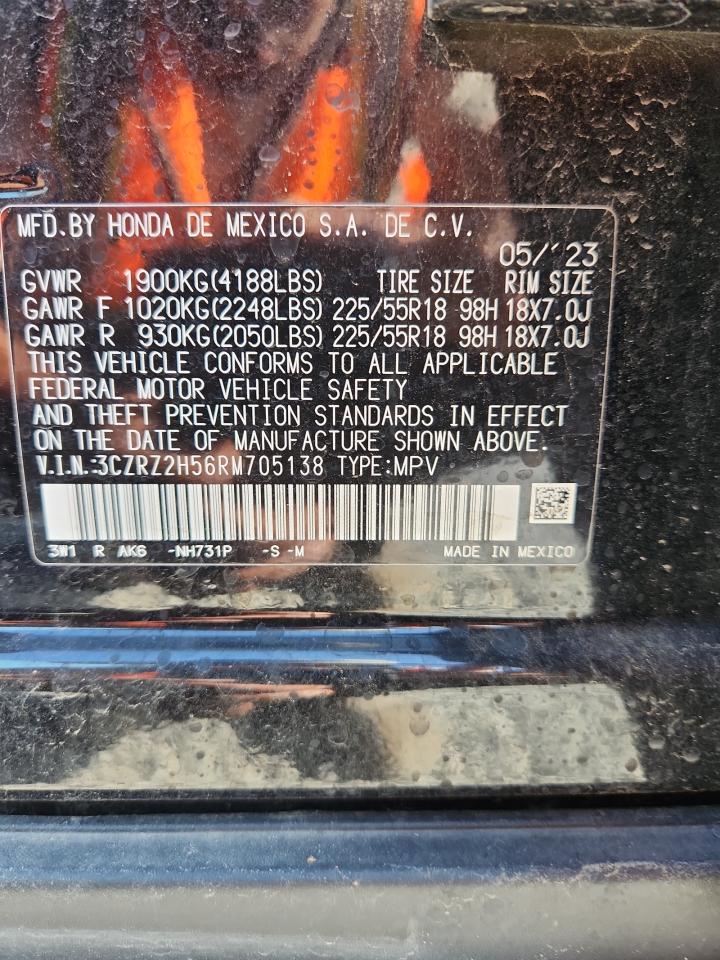 MFD.BY HONDA DE MEXICO S.A. DE C.V.
05/'23
GVWR 1900KG(4188LBS) TIRE SIZE RIM SIZE
GAWR F 1020KG(2248LBS) 225/55R18 98H 18X7.0J
GAWR R 930KG(2050LBS) 225/55R18 98H 18X7.0J
THIS VEHICLE CONFORMS TO ALL APPLICABLE
FEDERAL MOTOR VEHICLE SAFETY
AND THEFT PREVENTION STANDARDS IN EFFECT
ON THE DATE OF MANUFACTURE SHOWN ABOVE.
V.I.N.3CZRZ2H56RM705138 TYPE:MPV
3W1 R AK6 -NH731P -S -M MADE IN MEXICO